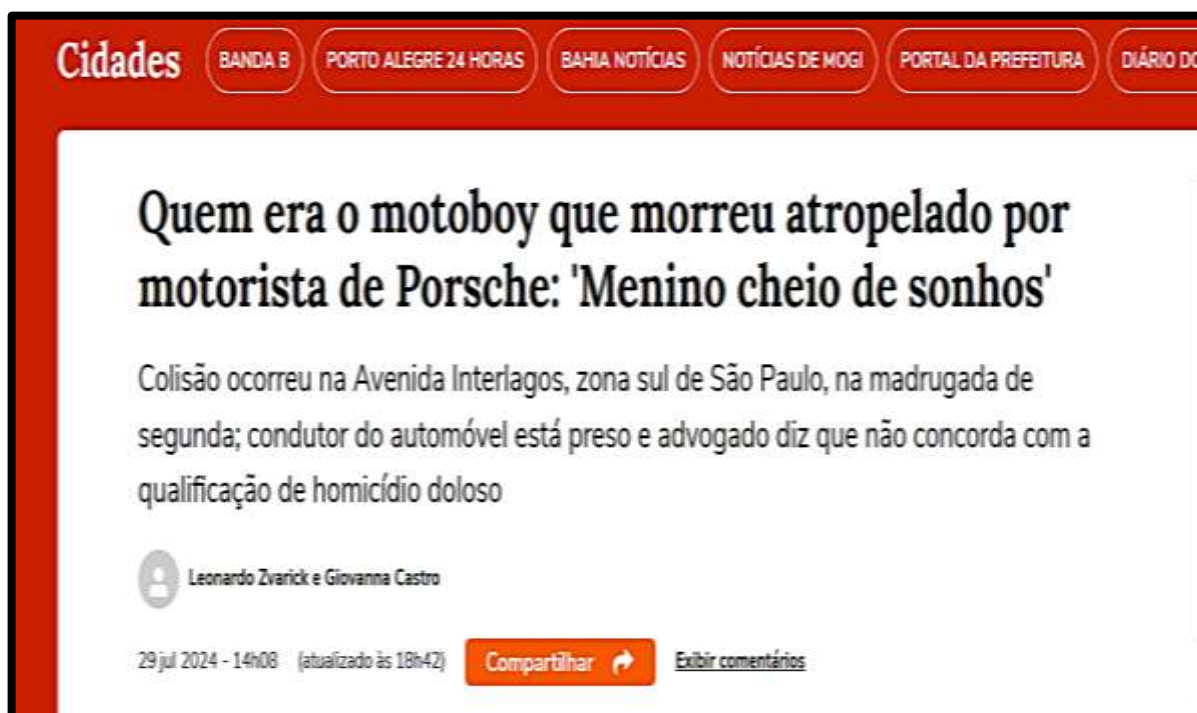 Cidades BANDA B PORTO ALEGRE 24 HORAS BAHIA NOTÍCIAS NOTÍCIAS DE MOGI PORTAL DA PREFEITURA DIÁRIO DO
Quem era o motoboy que morreu atropelado por
motorista de Porsche: 'Menino cheio de sonhos'
Colisão ocorreu na Avenida Interlagos, zona sul de São Paulo, na madrugada de
segunda; condutor do automóvel está preso e advogado diz que não concorda com a
qualificação de homicídio doloso
Leonardo Zvarick e Giovanna Castro
29 jul 2024 - 14h08 (atualizado às 18h42) Compartilhar Exibir comentários